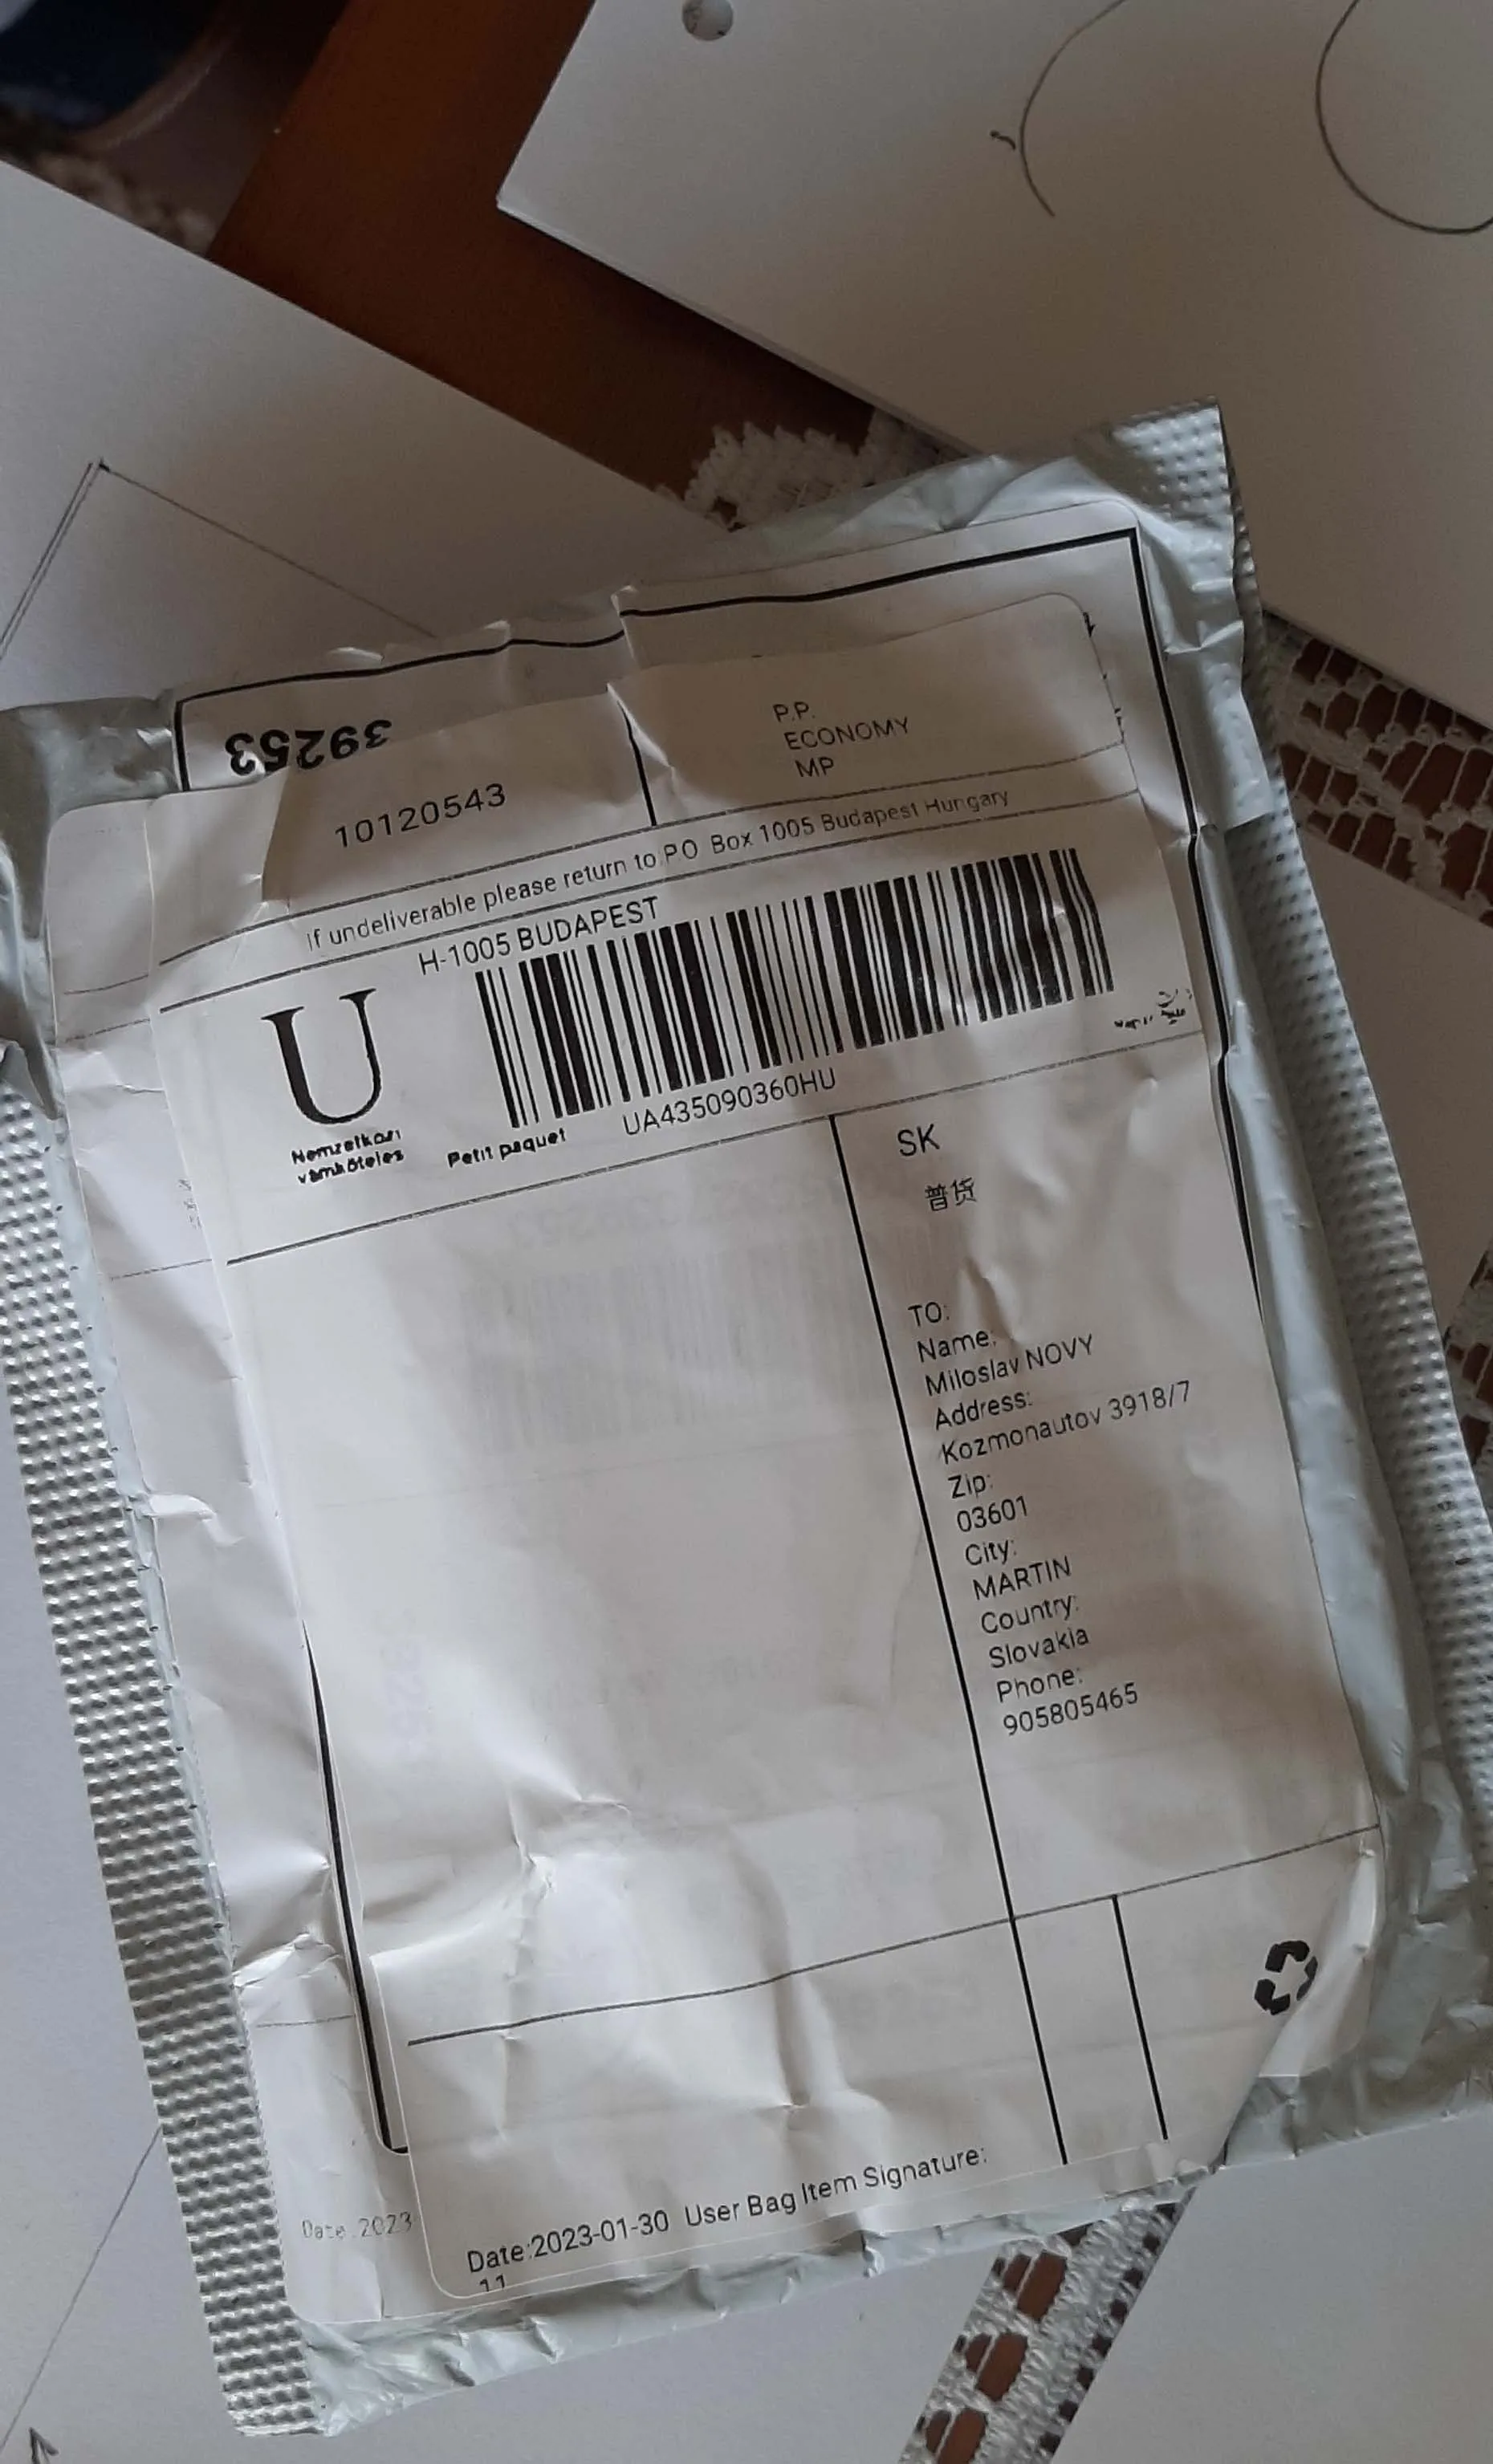 39253
10120543
P.P.
ECONOMY
MP
If undeliverable please return to P.O Box 1005 Budapest Hungary
H-1005 BUDAPEST
U
Nemzetközi
vámköteles
Petit paquet
UA435090360HU
SK
普货
TO:
Name:
Miloslav NOVY
Address:
Kozmonautov 3918/7
Zip:
03601
City:
MARTIN
Country:
Slovakia
Phone:
905805465
Date:2023-01-30 User Bag Item Signature:
11
Date:2023